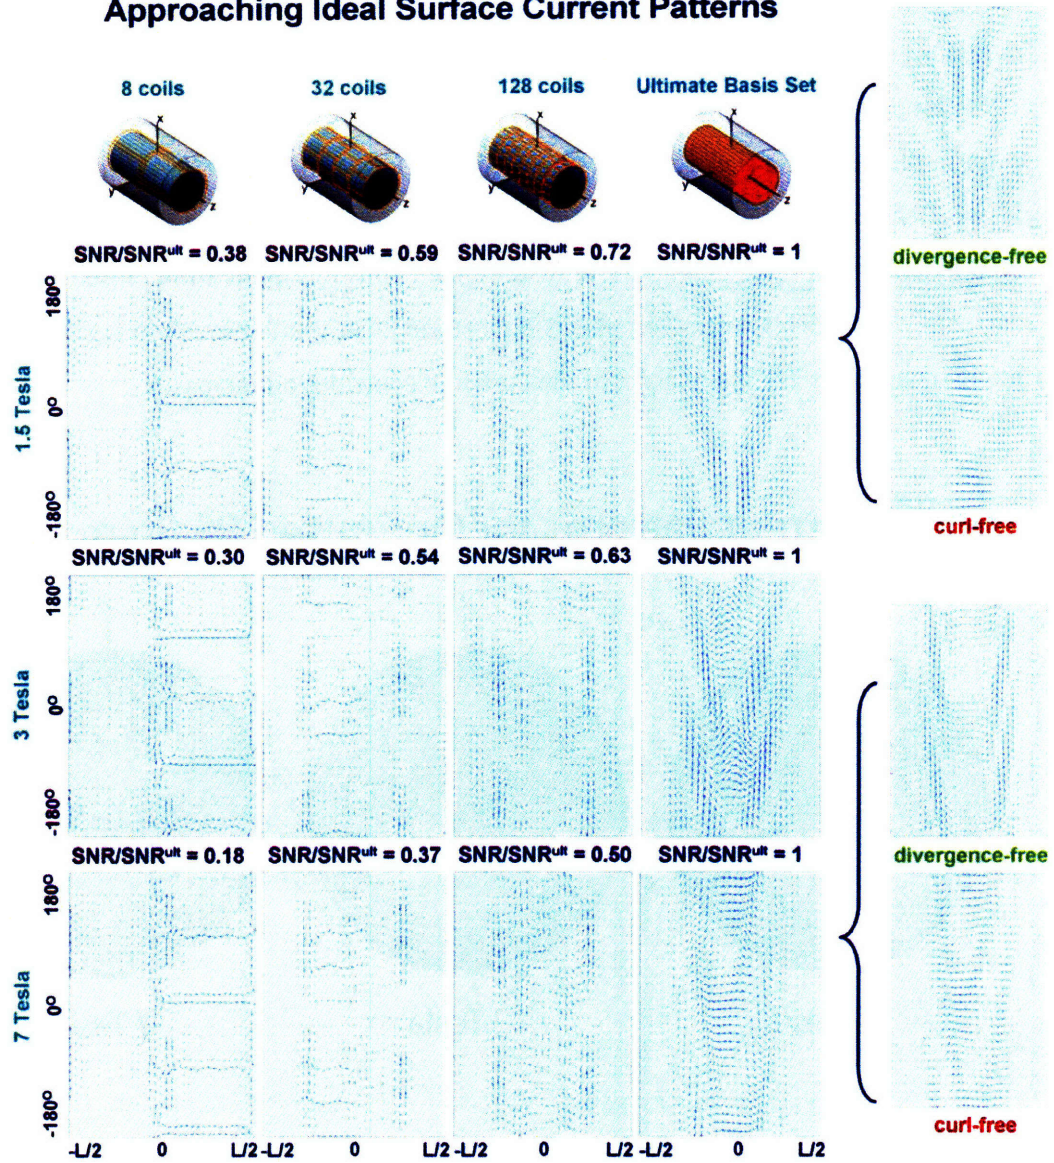 Approaching Ideal Surface Current Patterns
8 coils
32 coils
128 coils
Ultimate Basis Set
x
y
z
x
y
z
x
y
z
x
y
z
SNR/SNRᵘˡᵗ = 0.38
SNR/SNRᵘˡᵗ = 0.59
SNR/SNRᵘˡᵗ = 0.72
SNR/SNRᵘˡᵗ = 1
divergence-free
1.5 Tesla
180°
0°
-180°
curl-free
SNR/SNRᵘˡᵗ = 0.30
SNR/SNRᵘˡᵗ = 0.54
SNR/SNRᵘˡᵗ = 0.63
SNR/SNRᵘˡᵗ = 1
3 Tesla
180°
0°
-180°
SNR/SNRᵘˡᵗ = 0.18
SNR/SNRᵘˡᵗ = 0.37
SNR/SNRᵘˡᵗ = 0.50
SNR/SNRᵘˡᵗ = 1
divergence-free
7 Tesla
180°
0°
-180°
curl-free
-L/2 0 L/2 -L/2 0 L/2 -L/2 0 L/2 -L/2 0 L/2